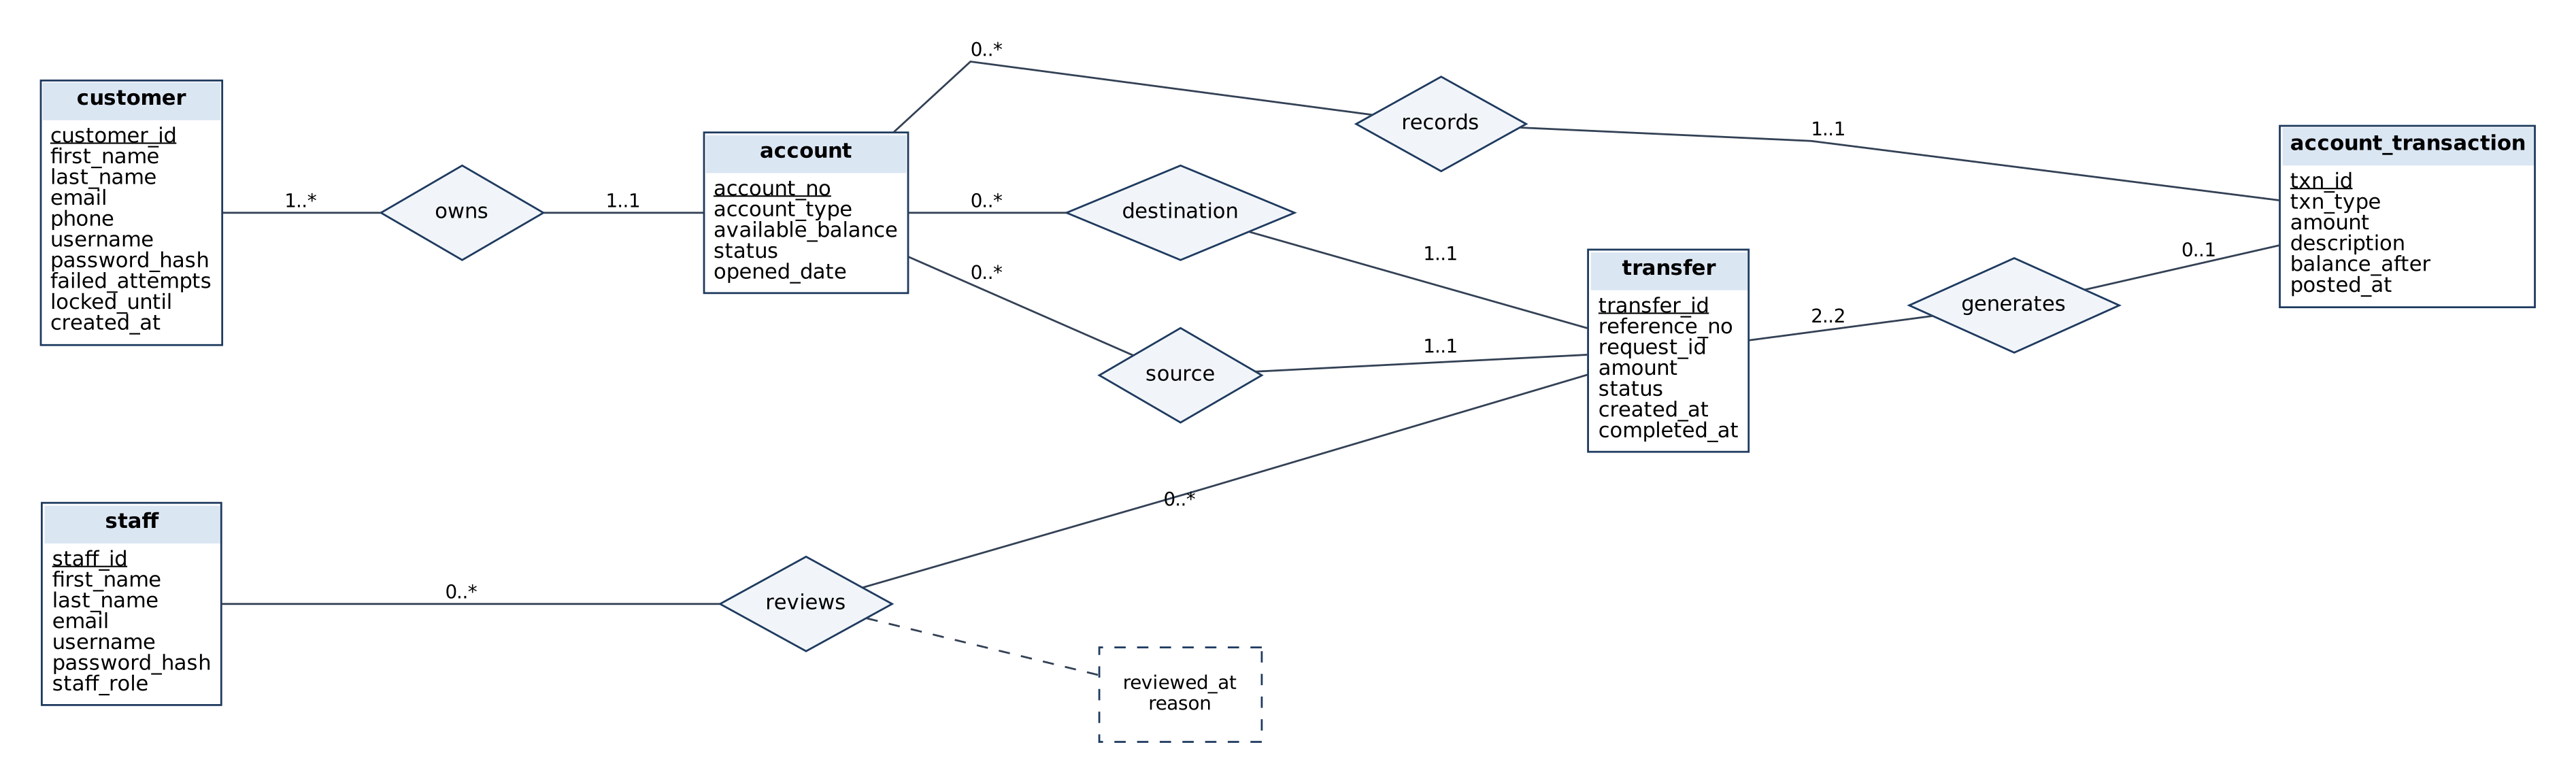 customer
customer_id
first_name
last_name
email
phone
username
password_hash
failed_attempts
locked_until
created_at
1..*
owns
1..1
account
account_no
account_type
available_balance
status
opened_date
0..*
records
1..1
0..*
destination
1..1
0..*
source
1..1
transfer
transfer_id
reference_no
request_id
amount
status
created_at
completed_at
2..2
generates
0..1
account_transaction
txn_id
txn_type
amount
description
balance_after
posted_at
staff
staff_id
first_name
last_name
email
username
password_hash
staff_role
0..*
reviews
0..*
reviewed_at
reason